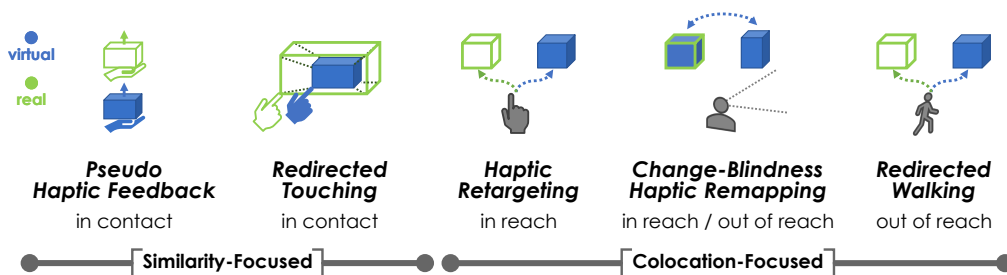 virtual
real
Pseudo
Haptic Feedback
in contact
Redirected
Touching
in contact
Haptic
Retargeting
in reach
Change-Blindness
Haptic Remapping
in reach / out of reach
Redirected
Walking
out of reach
Similarity-Focused
Colocation-Focused